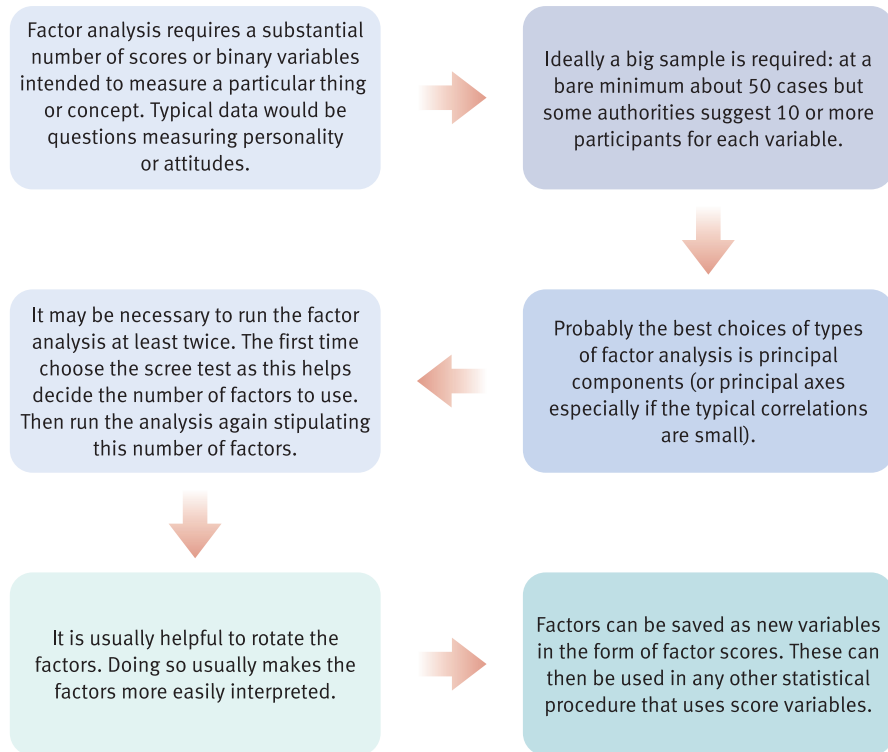 Factor analysis requires a substantial
number of scores or binary variables
intended to measure a particular thing
or concept. Typical data would be
questions measuring personality
or attitudes.
Ideally a big sample is required: at a
bare minimum about 50 cases but
some authorities suggest 10 or more
participants for each variable.
Probably the best choices of types
of factor analysis is principal
components (or principal axes
especially if the typical correlations
are small).
It may be necessary to run the factor
analysis at least twice. The first time
choose the scree test as this helps
decide the number of factors to use.
Then run the analysis again stipulating
this number of factors.
It is usually helpful to rotate the
factors. Doing so usually makes the
factors more easily interpreted.
Factors can be saved as new variables
in the form of factor scores. These can
then be used in any other statistical
procedure that uses score variables.